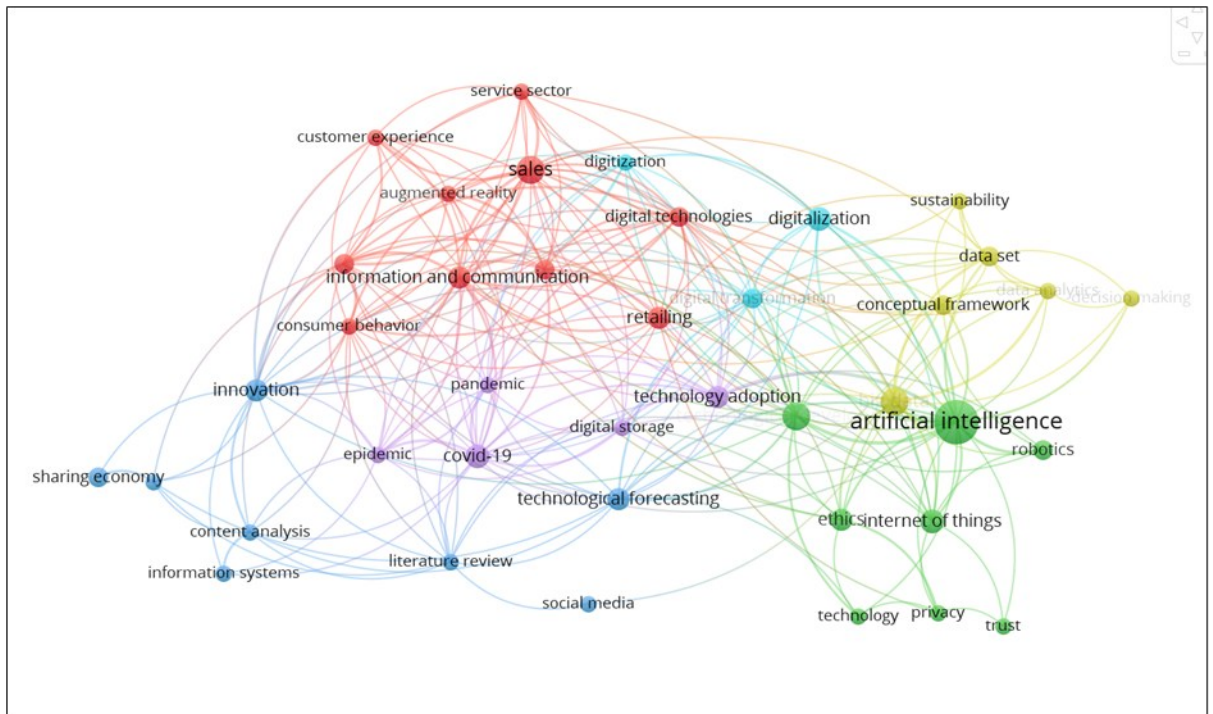 service sector
customer experience
sales
digitization
augmented reality
sustainability
digital technologies
digitalization
data set
information and communication
data analytics
decision making
digital transformation
conceptual framework
retailing
consumer behavior
pandemic
innovation
technology adoption
artificial intelligence
digital storage
robotics
epidemic
covid-19
sharing economy
technological forecasting
ethics
internet of things
content analysis
literature review
information systems
social media
technology
privacy
trust